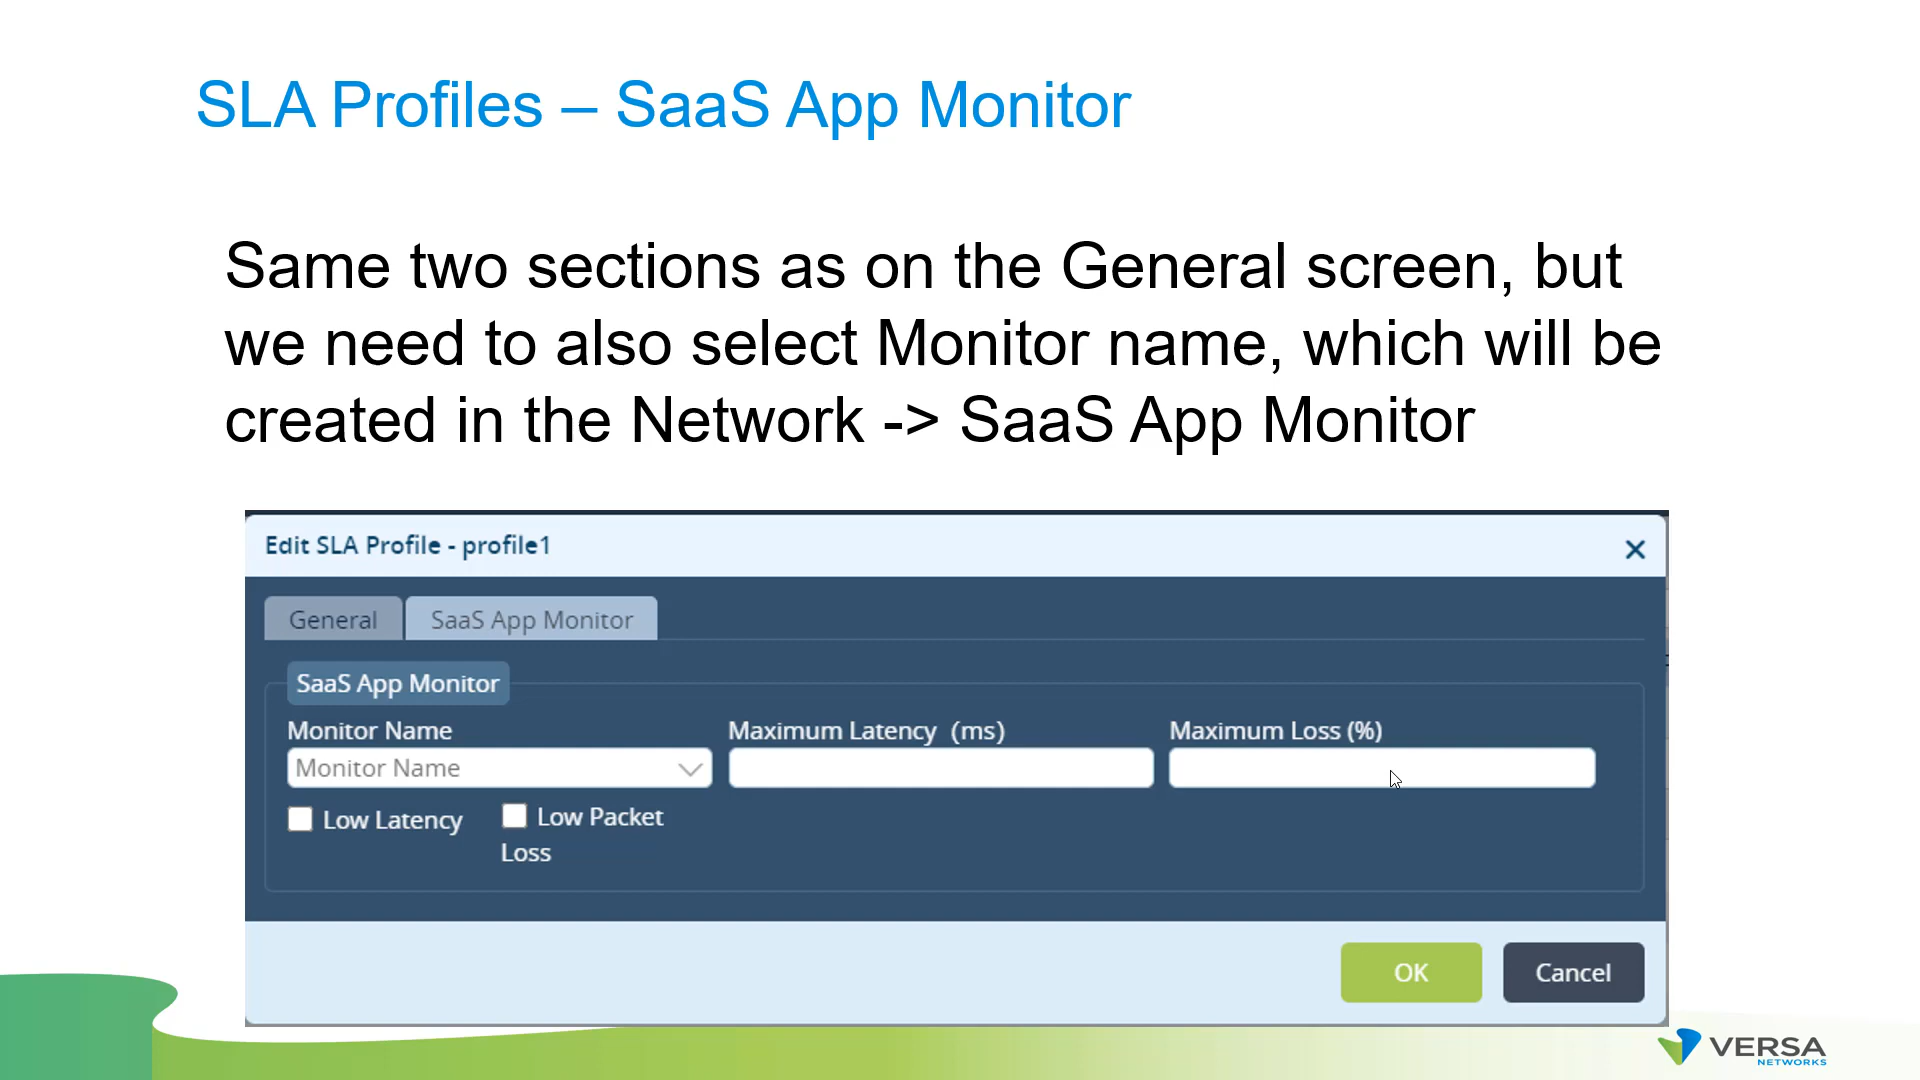 SLA Profiles – SaaS App Monitor
Same two sections as on the General screen, but
we need to also select Monitor name, which will be
created in the Network -> SaaS App Monitor
Edit SLA Profile - profile1
General
SaaS App Monitor
SaaS App Monitor
Monitor Name
Maximum Latency (ms)
Maximum Loss (%)
Monitor Name
Low Latency
Low Packet
Loss
OK
Cancel
VERSA
NETWORKS